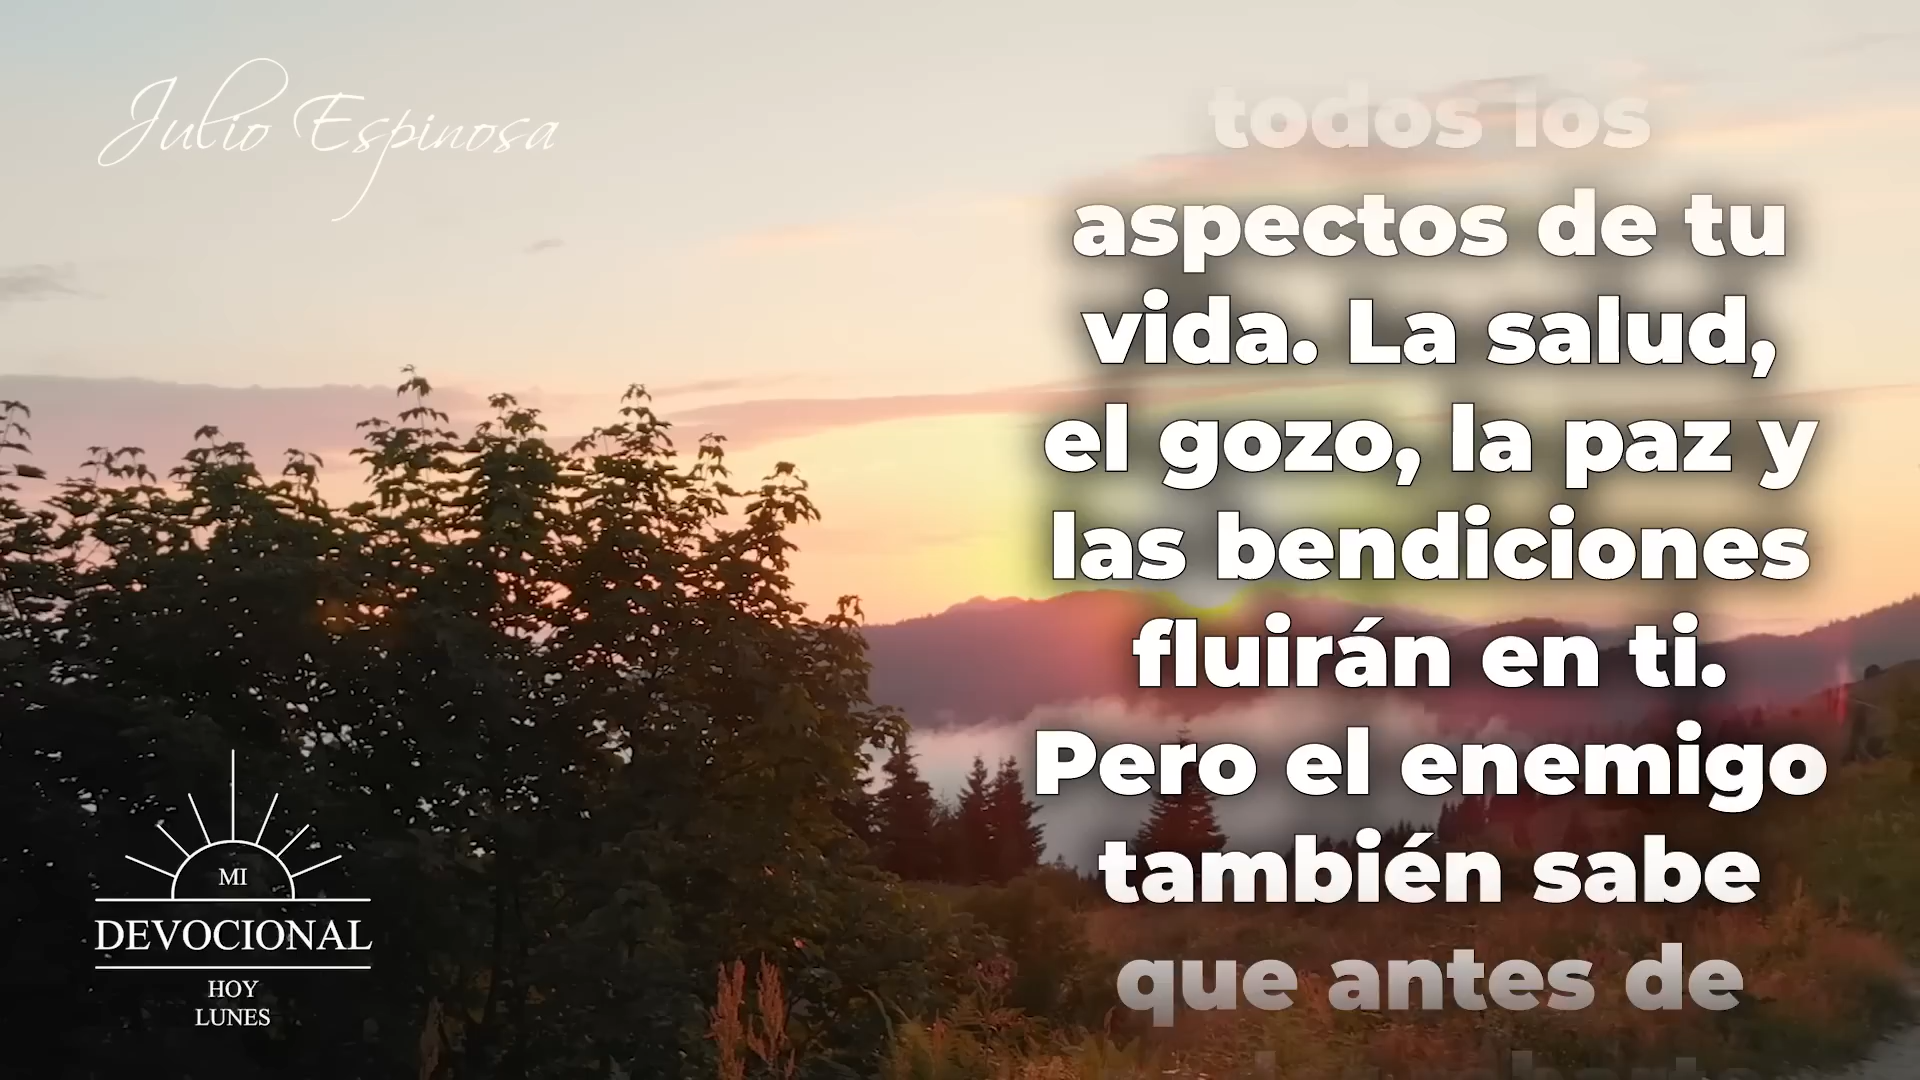 Julio Espinosa
todos los
aspectos de tu
vida. La salud,
el gozo, la paz y
las bendiciones
fluirán en ti.
Pero el enemigo
también sabe
que antes de
MI
DEVOCIONAL
HOY
LUNES